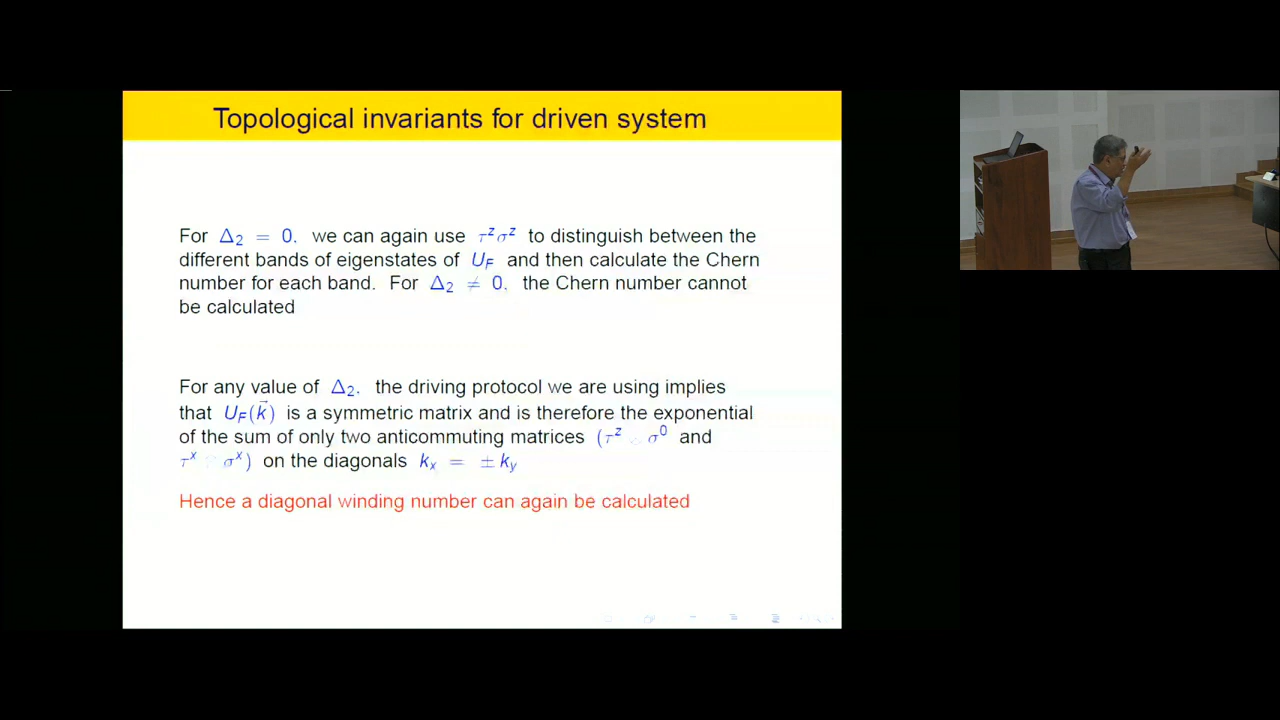 Topological invariants for driven system
For Δ₂ = 0, we can again use τᶻσᶻ to distinguish between the
different bands of eigenstates of U_F and then calculate the Chern
number for each band. For Δ₂ ≠ 0, the Chern number cannot
be calculated
For any value of Δ₂, the driving protocol we are using implies
that U_F(k⃗) is a symmetric matrix and is therefore the exponential
of the sum of only two anticommuting matrices (τᶻ ⊗ σ⁰ and
τˣ ⊗ σˣ) on the diagonals kₓ = ± k_y
Hence a diagonal winding number can again be calculated